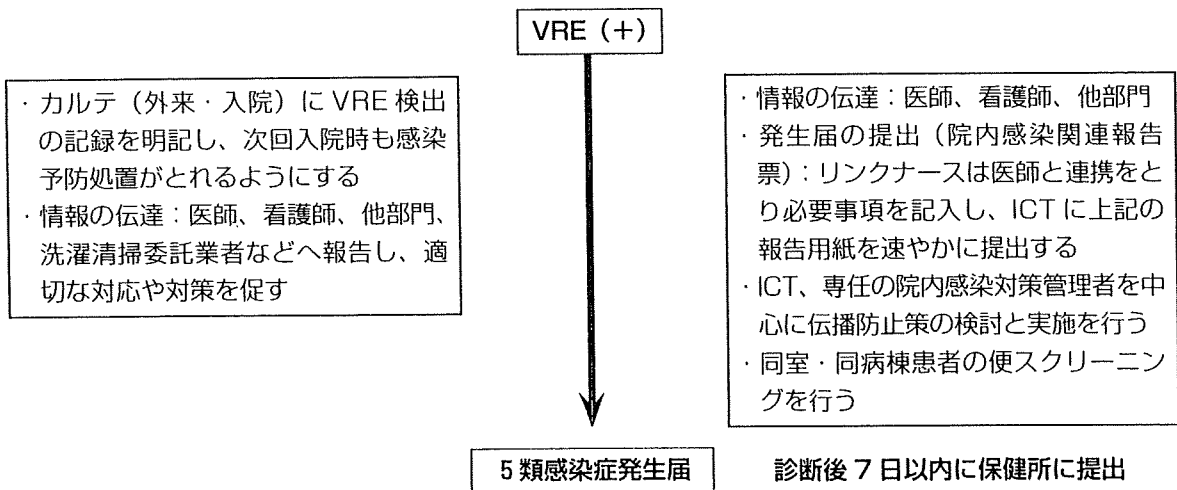 VRE（+）
・カルテ（外来・入院）に VRE 検出
の記録を明記し、次回入院時も感染
予防処置がとれるようにする
・情報の伝達：医師、看護師、他部門、
洗濯清掃委託業者などへ報告し、適
切な対応や対策を促す
・情報の伝達：医師、看護師、他部門
・発生届の提出（院内感染関連報告
票）：リンクナースは医師と連携をと
り必要事項を記入し、ICT に上記の
報告用紙を速やかに提出する
・ICT、専任の院内感染対策管理者を中
心に伝播防止策の検討と実施を行う
・同室・同病棟患者の便スクリーニン
グを行う
5 類感染症発生届
診断後 7 日以内に保健所に提出